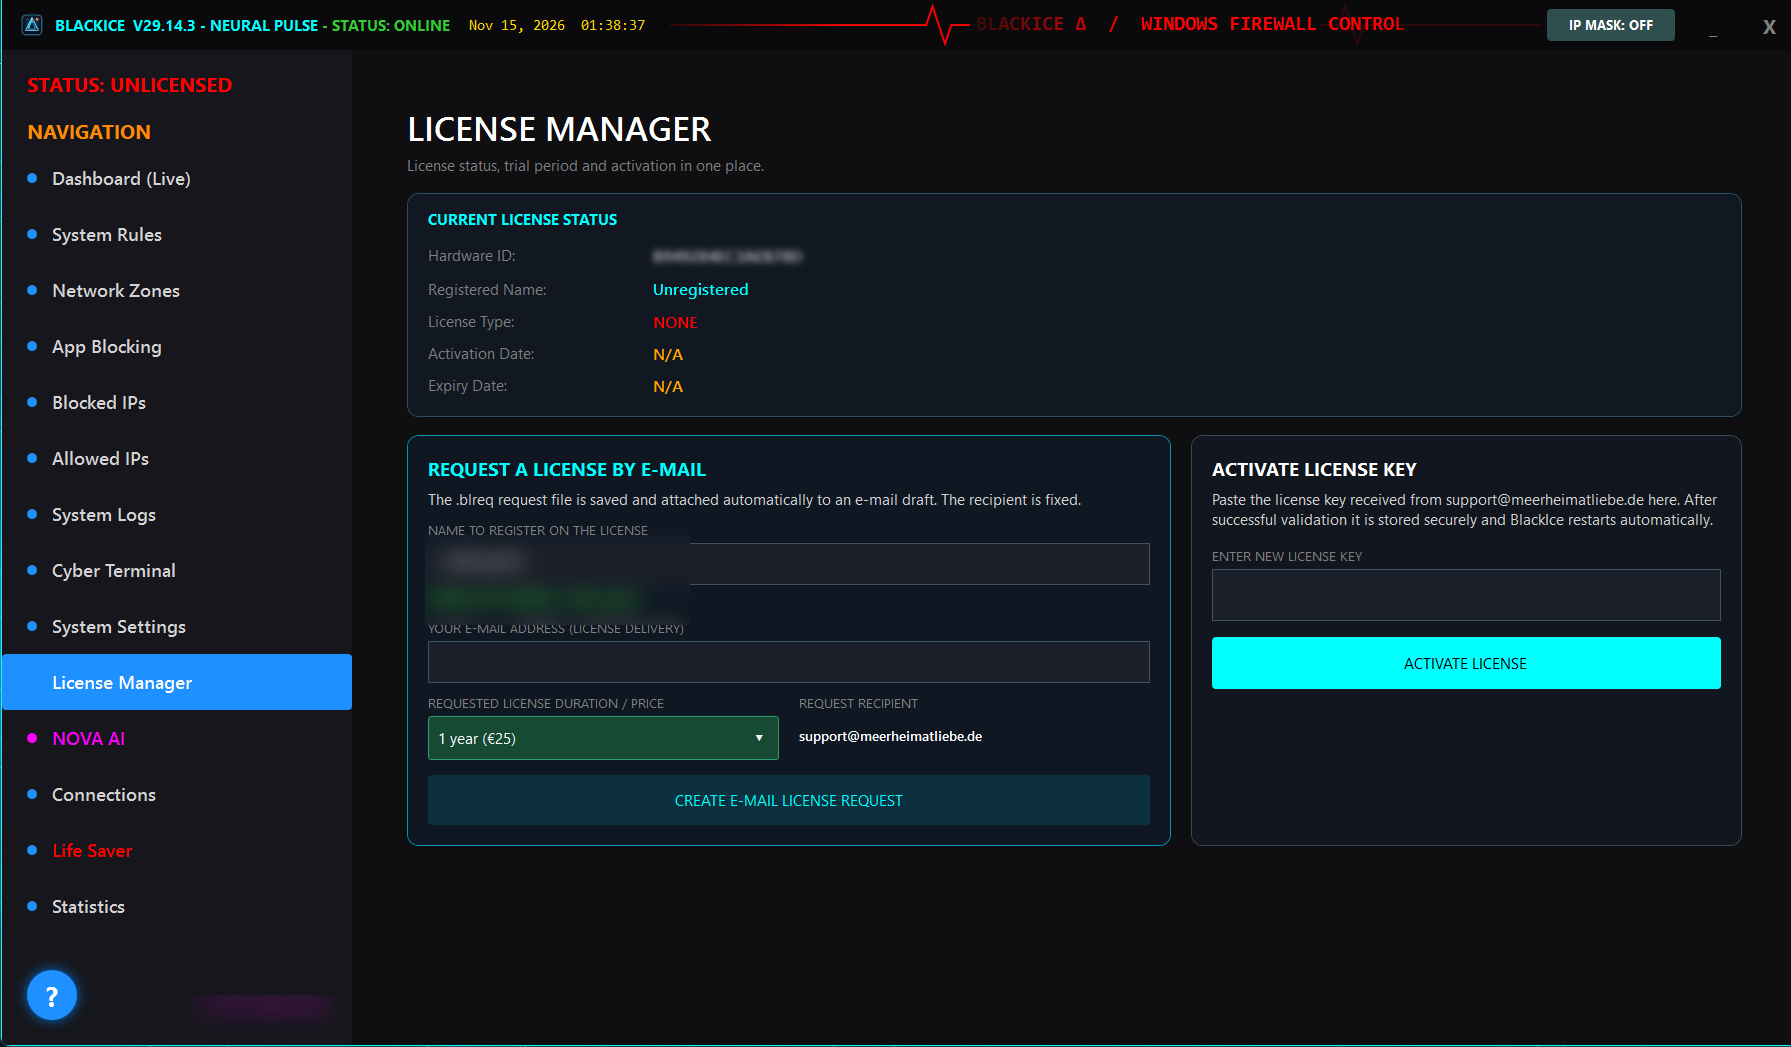 BLACKICE V29.14.3 - NEURAL PULSE - STATUS: ONLINE Nov 15, 2026 01:38:37
BLACKICE Δ / WINDOWS FIREWALL CONTROL
IP MASK: OFF
_
X
STATUS: UNLICENSED
NAVIGATION
Dashboard (Live)
System Rules
Network Zones
App Blocking
Blocked IPs
Allowed IPs
System Logs
Cyber Terminal
System Settings
License Manager
NOVA AI
Connections
Life Saver
Statistics
?
LICENSE MANAGER
License status, trial period and activation in one place.
CURRENT LICENSE STATUS
Hardware ID:
Registered Name: Unregistered
License Type: NONE
Activation Date: N/A
Expiry Date: N/A
REQUEST A LICENSE BY E-MAIL
The .blreq request file is saved and attached automatically to an e-mail draft. The recipient is fixed.
NAME TO REGISTER ON THE LICENSE
YOUR E-MAIL ADDRESS (LICENSE DELIVERY)
REQUESTED LICENSE DURATION / PRICE
1 year (€25)
REQUEST RECIPIENT
support@meerheimatliebe.de
CREATE E-MAIL LICENSE REQUEST
ACTIVATE LICENSE KEY
Paste the license key received from support@meerheimatliebe.de here. After
successful validation it is stored securely and BlackIce restarts automatically.
ENTER NEW LICENSE KEY
ACTIVATE LICENSE